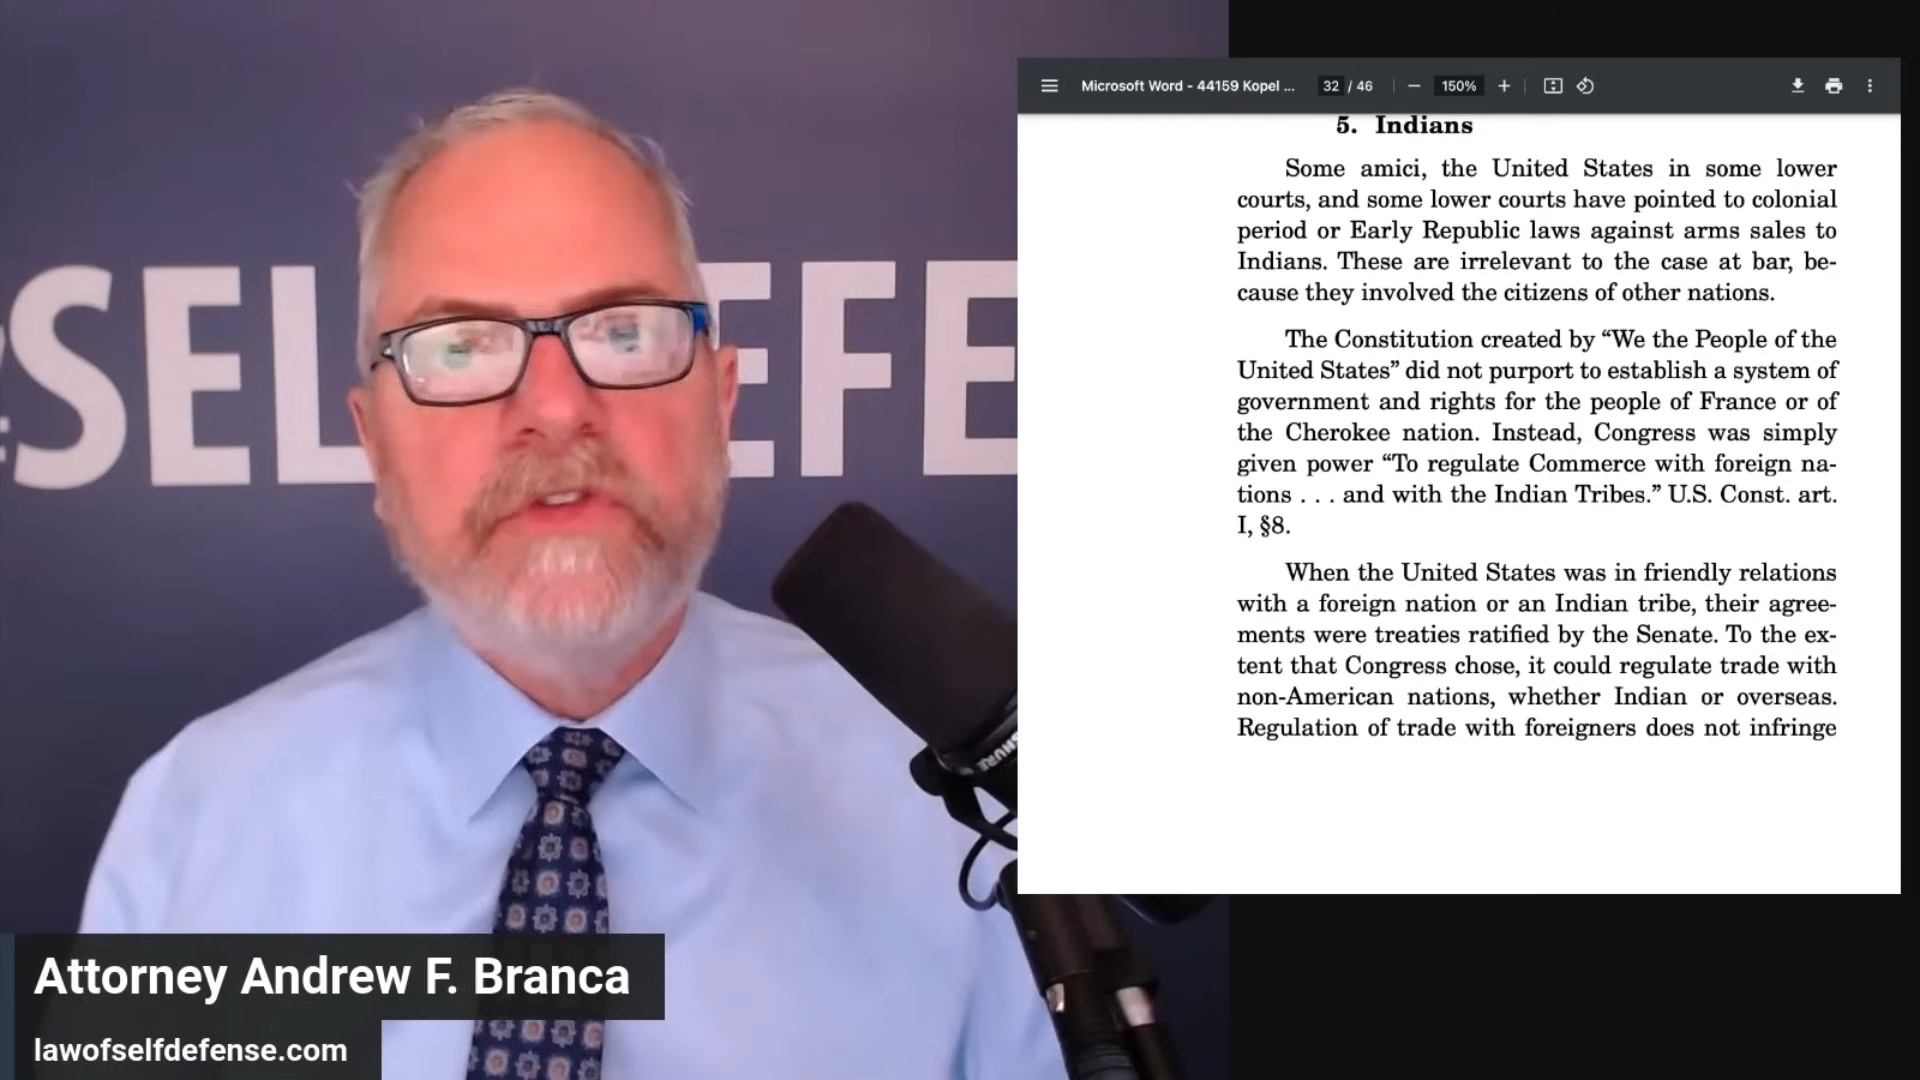 #SEL
EFE
Microsoft Word - 44159 Kopel ... 32 / 46 − 150% +
5. Indians
Some amici, the United States in some lower
courts, and some lower courts have pointed to colonial
period or Early Republic laws against arms sales to
Indians. These are irrelevant to the case at bar, be-
cause they involved the citizens of other nations.
The Constitution created by “We the People of the
United States” did not purport to establish a system of
government and rights for the people of France or of
the Cherokee nation. Instead, Congress was simply
given power “To regulate Commerce with foreign na-
tions . . . and with the Indian Tribes.” U.S. Const. art.
I, §8.
When the United States was in friendly relations
with a foreign nation or an Indian tribe, their agree-
ments were treaties ratified by the Senate. To the ex-
tent that Congress chose, it could regulate trade with
non-American nations, whether Indian or overseas.
Regulation of trade with foreigners does not infringe
SHURE
Attorney Andrew F. Branca
lawofselfdefense.com